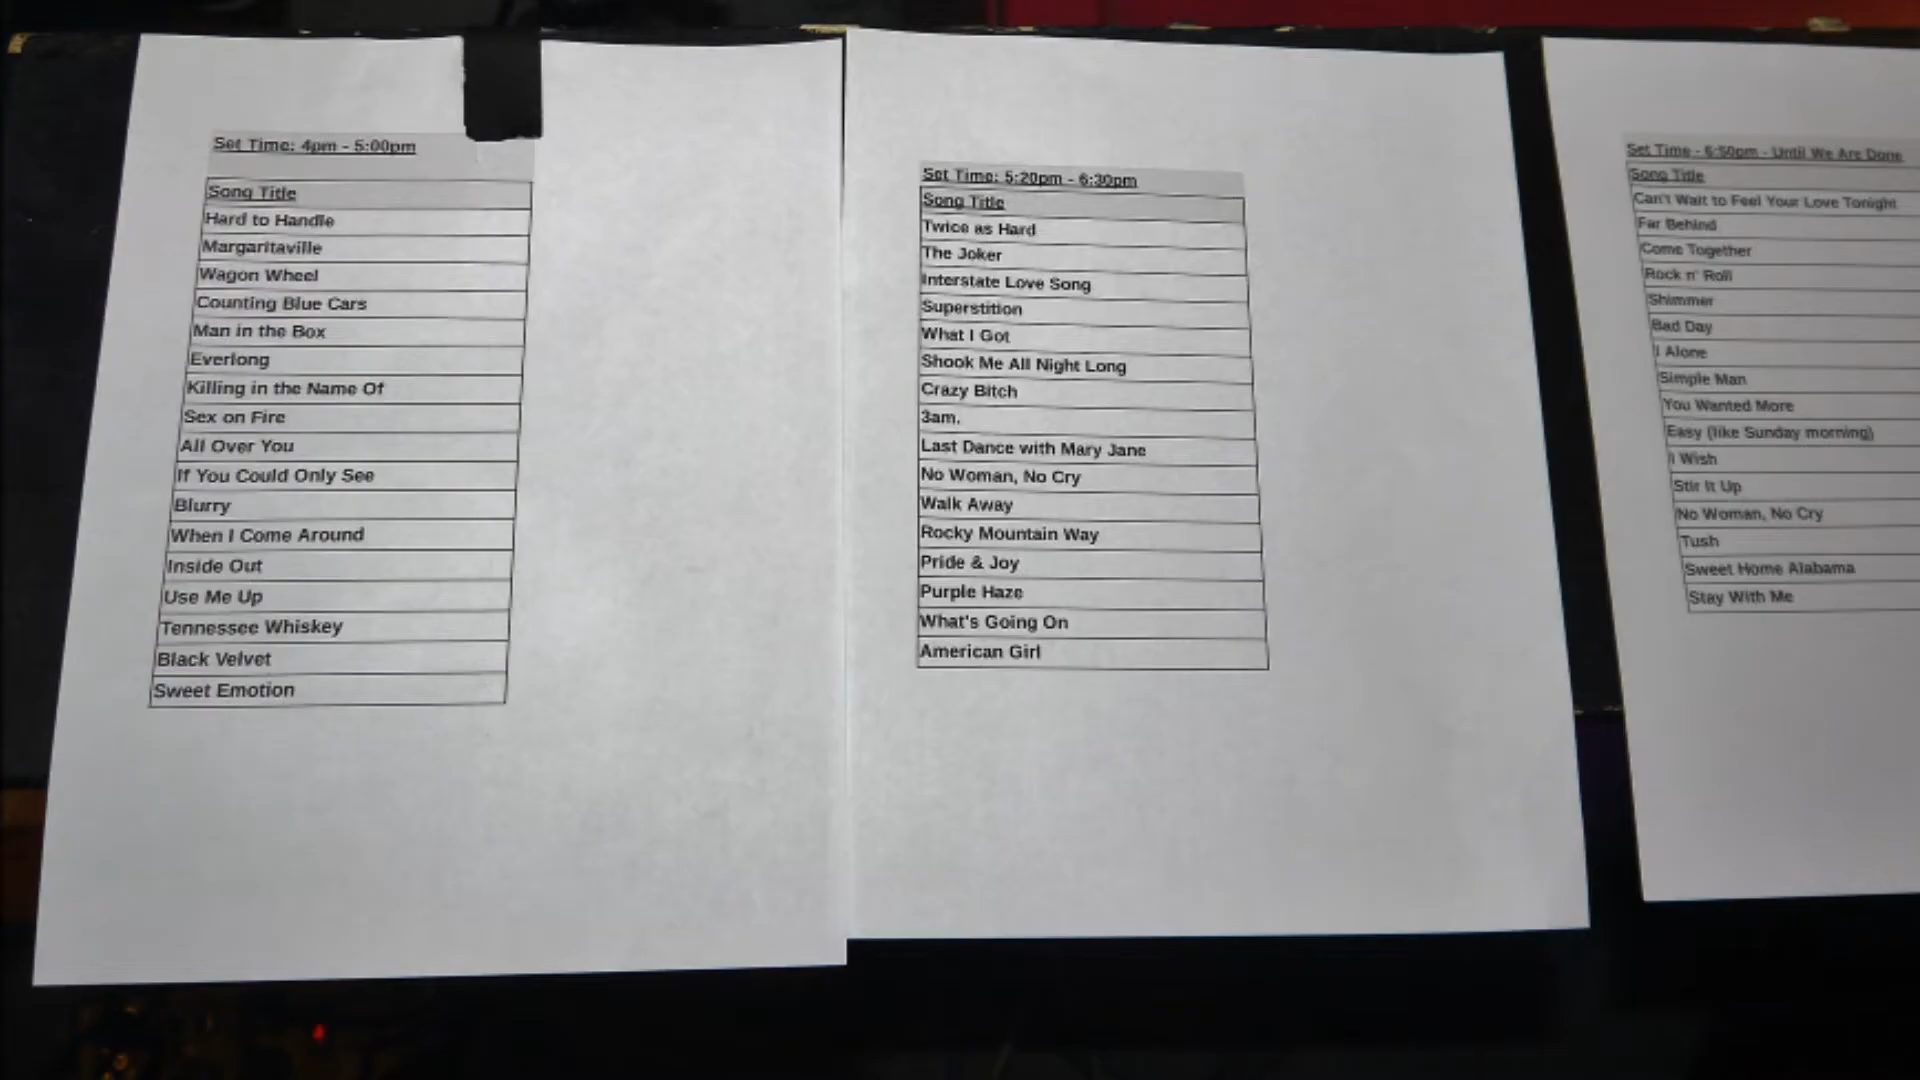 Set Time: 4pm - 5:00pm
Song Title
Hard to Handle
Margaritaville
Wagon Wheel
Counting Blue Cars
Man in the Box
Everlong
Killing in the Name Of
Sex on Fire
All Over You
If You Could Only See
Blurry
When I Come Around
Inside Out
Use Me Up
Tennessee Whiskey
Black Velvet
Sweet Emotion
Set Time: 5:20pm - 6:30pm
Song Title
Twice as Hard
The Joker
Interstate Love Song
Superstition
What I Got
Shook Me All Night Long
Crazy Bitch
3am.
Last Dance with Mary Jane
No Woman, No Cry
Walk Away
Rocky Mountain Way
Pride & Joy
Purple Haze
What's Going On
American Girl
Set Time - 6:50pm - Until We Are Done
Song Title
Can't Wait to Feel Your Love Tonight
Far Behind
Come Together
Rock n' Roll
Shimmer
Bad Day
I Alone
Simple Man
You Wanted More
Easy (like Sunday morning)
I Wish
Stir It Up
No Woman, No Cry
Tush
Sweet Home Alabama
Stay With Me